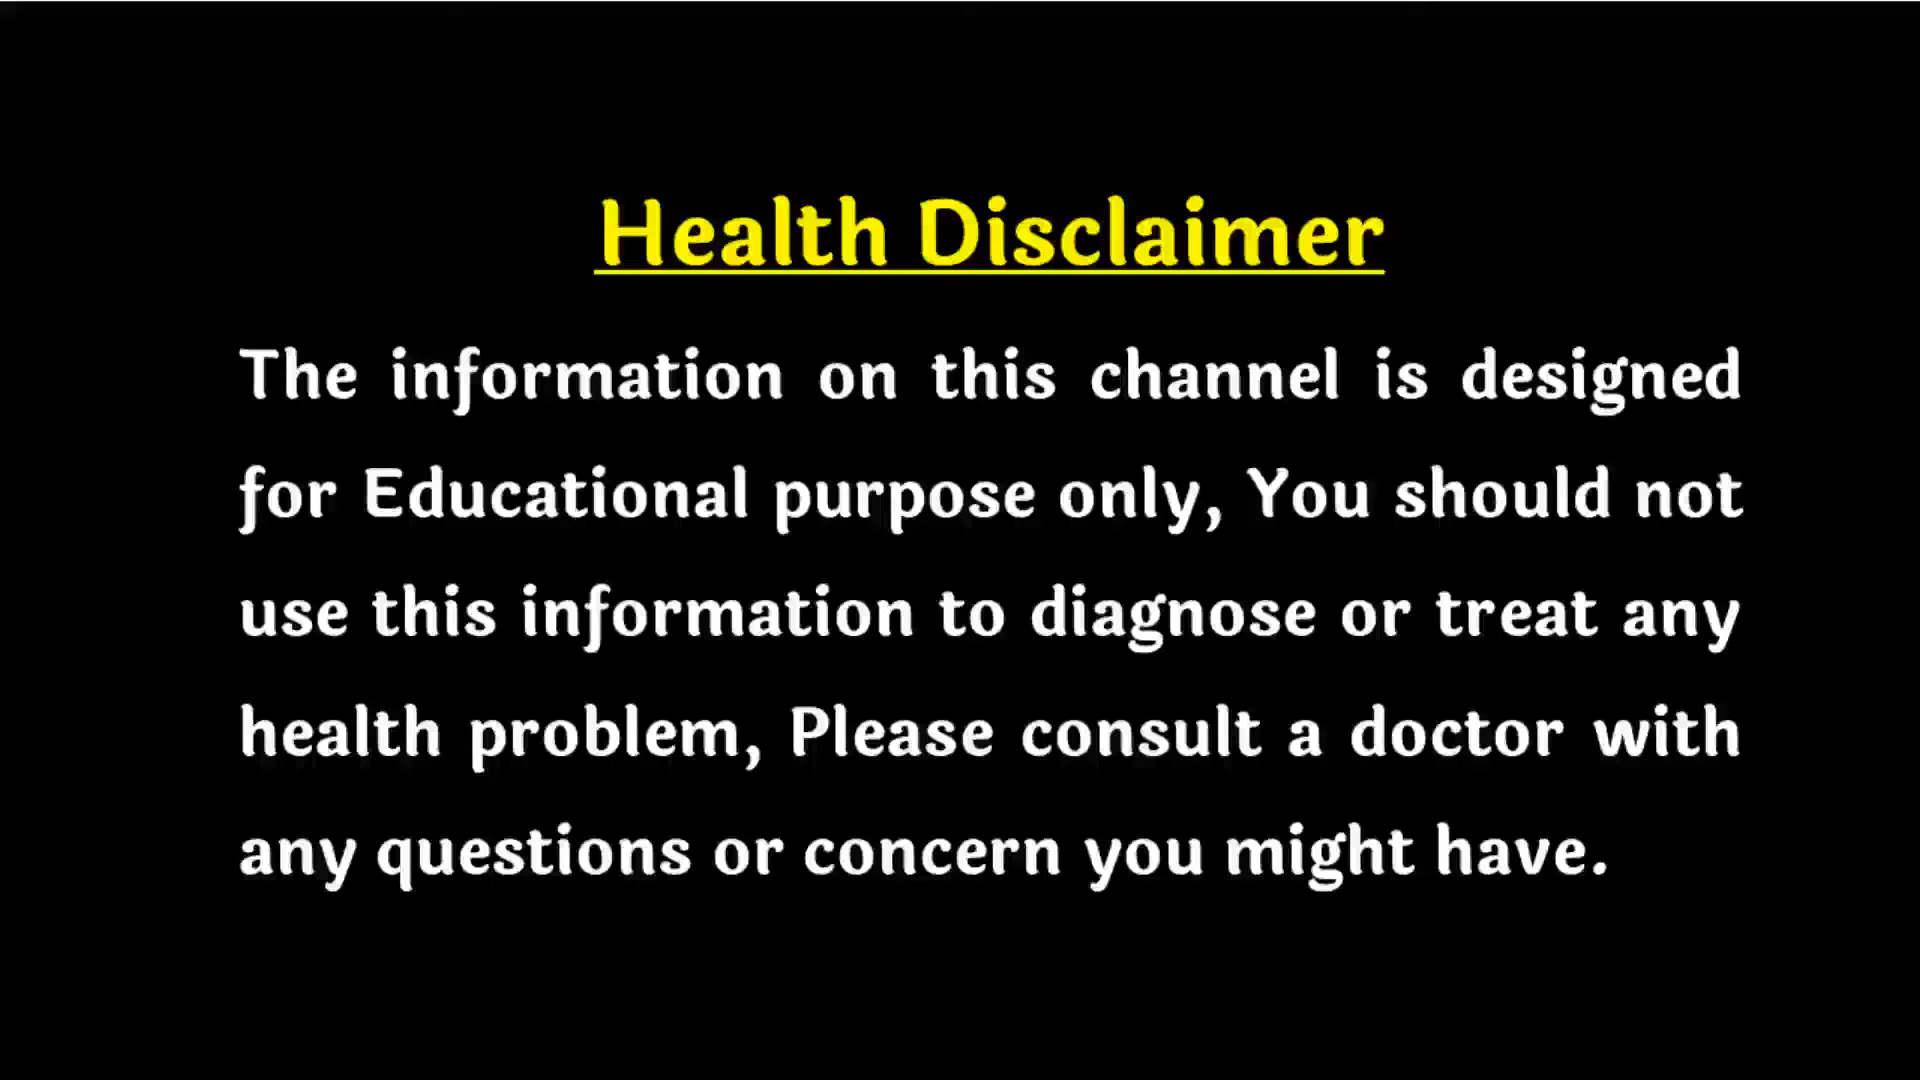 Health Disclaimer
The information on this channel is designed
for Educational purpose only, You should not
use this information to diagnose or treat any
health problem, Please consult a doctor with
any questions or concern you might have.